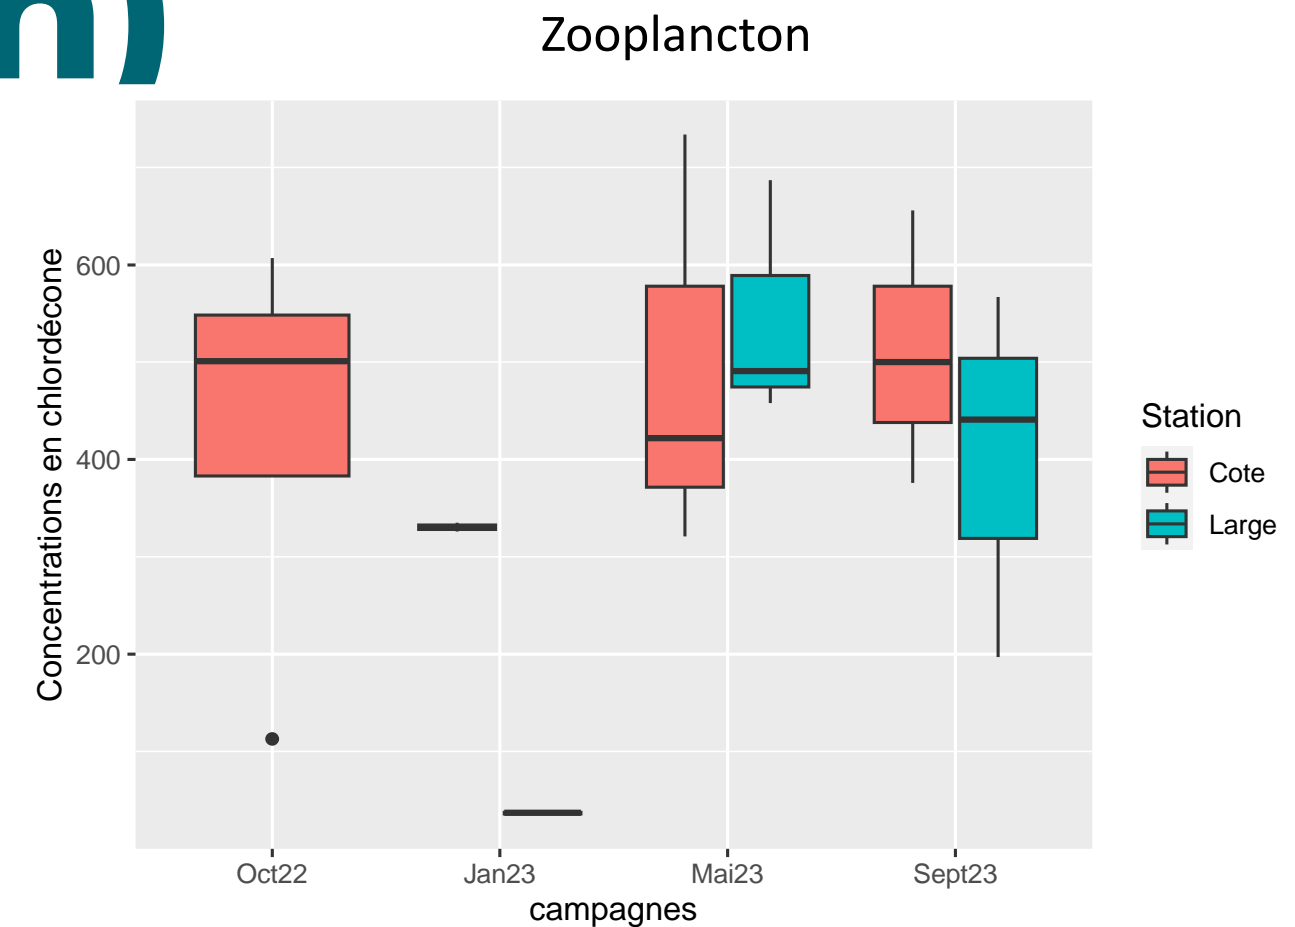 n)
Zooplancton
Concentrations en chlordécone
600
400
200
Oct22
Jan23
Mai23
Sept23
campagnes
Station
Cote
Large